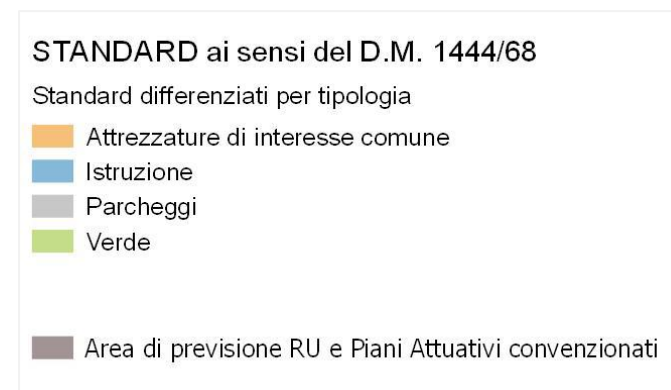 STANDARD ai sensi del D.M. 1444/68
Standard differenziati per tipologia
Attrezzature di interesse comune
Istruzione
Parcheggi
Verde
Area di previsione RU e Piani Attuativi convenzionati